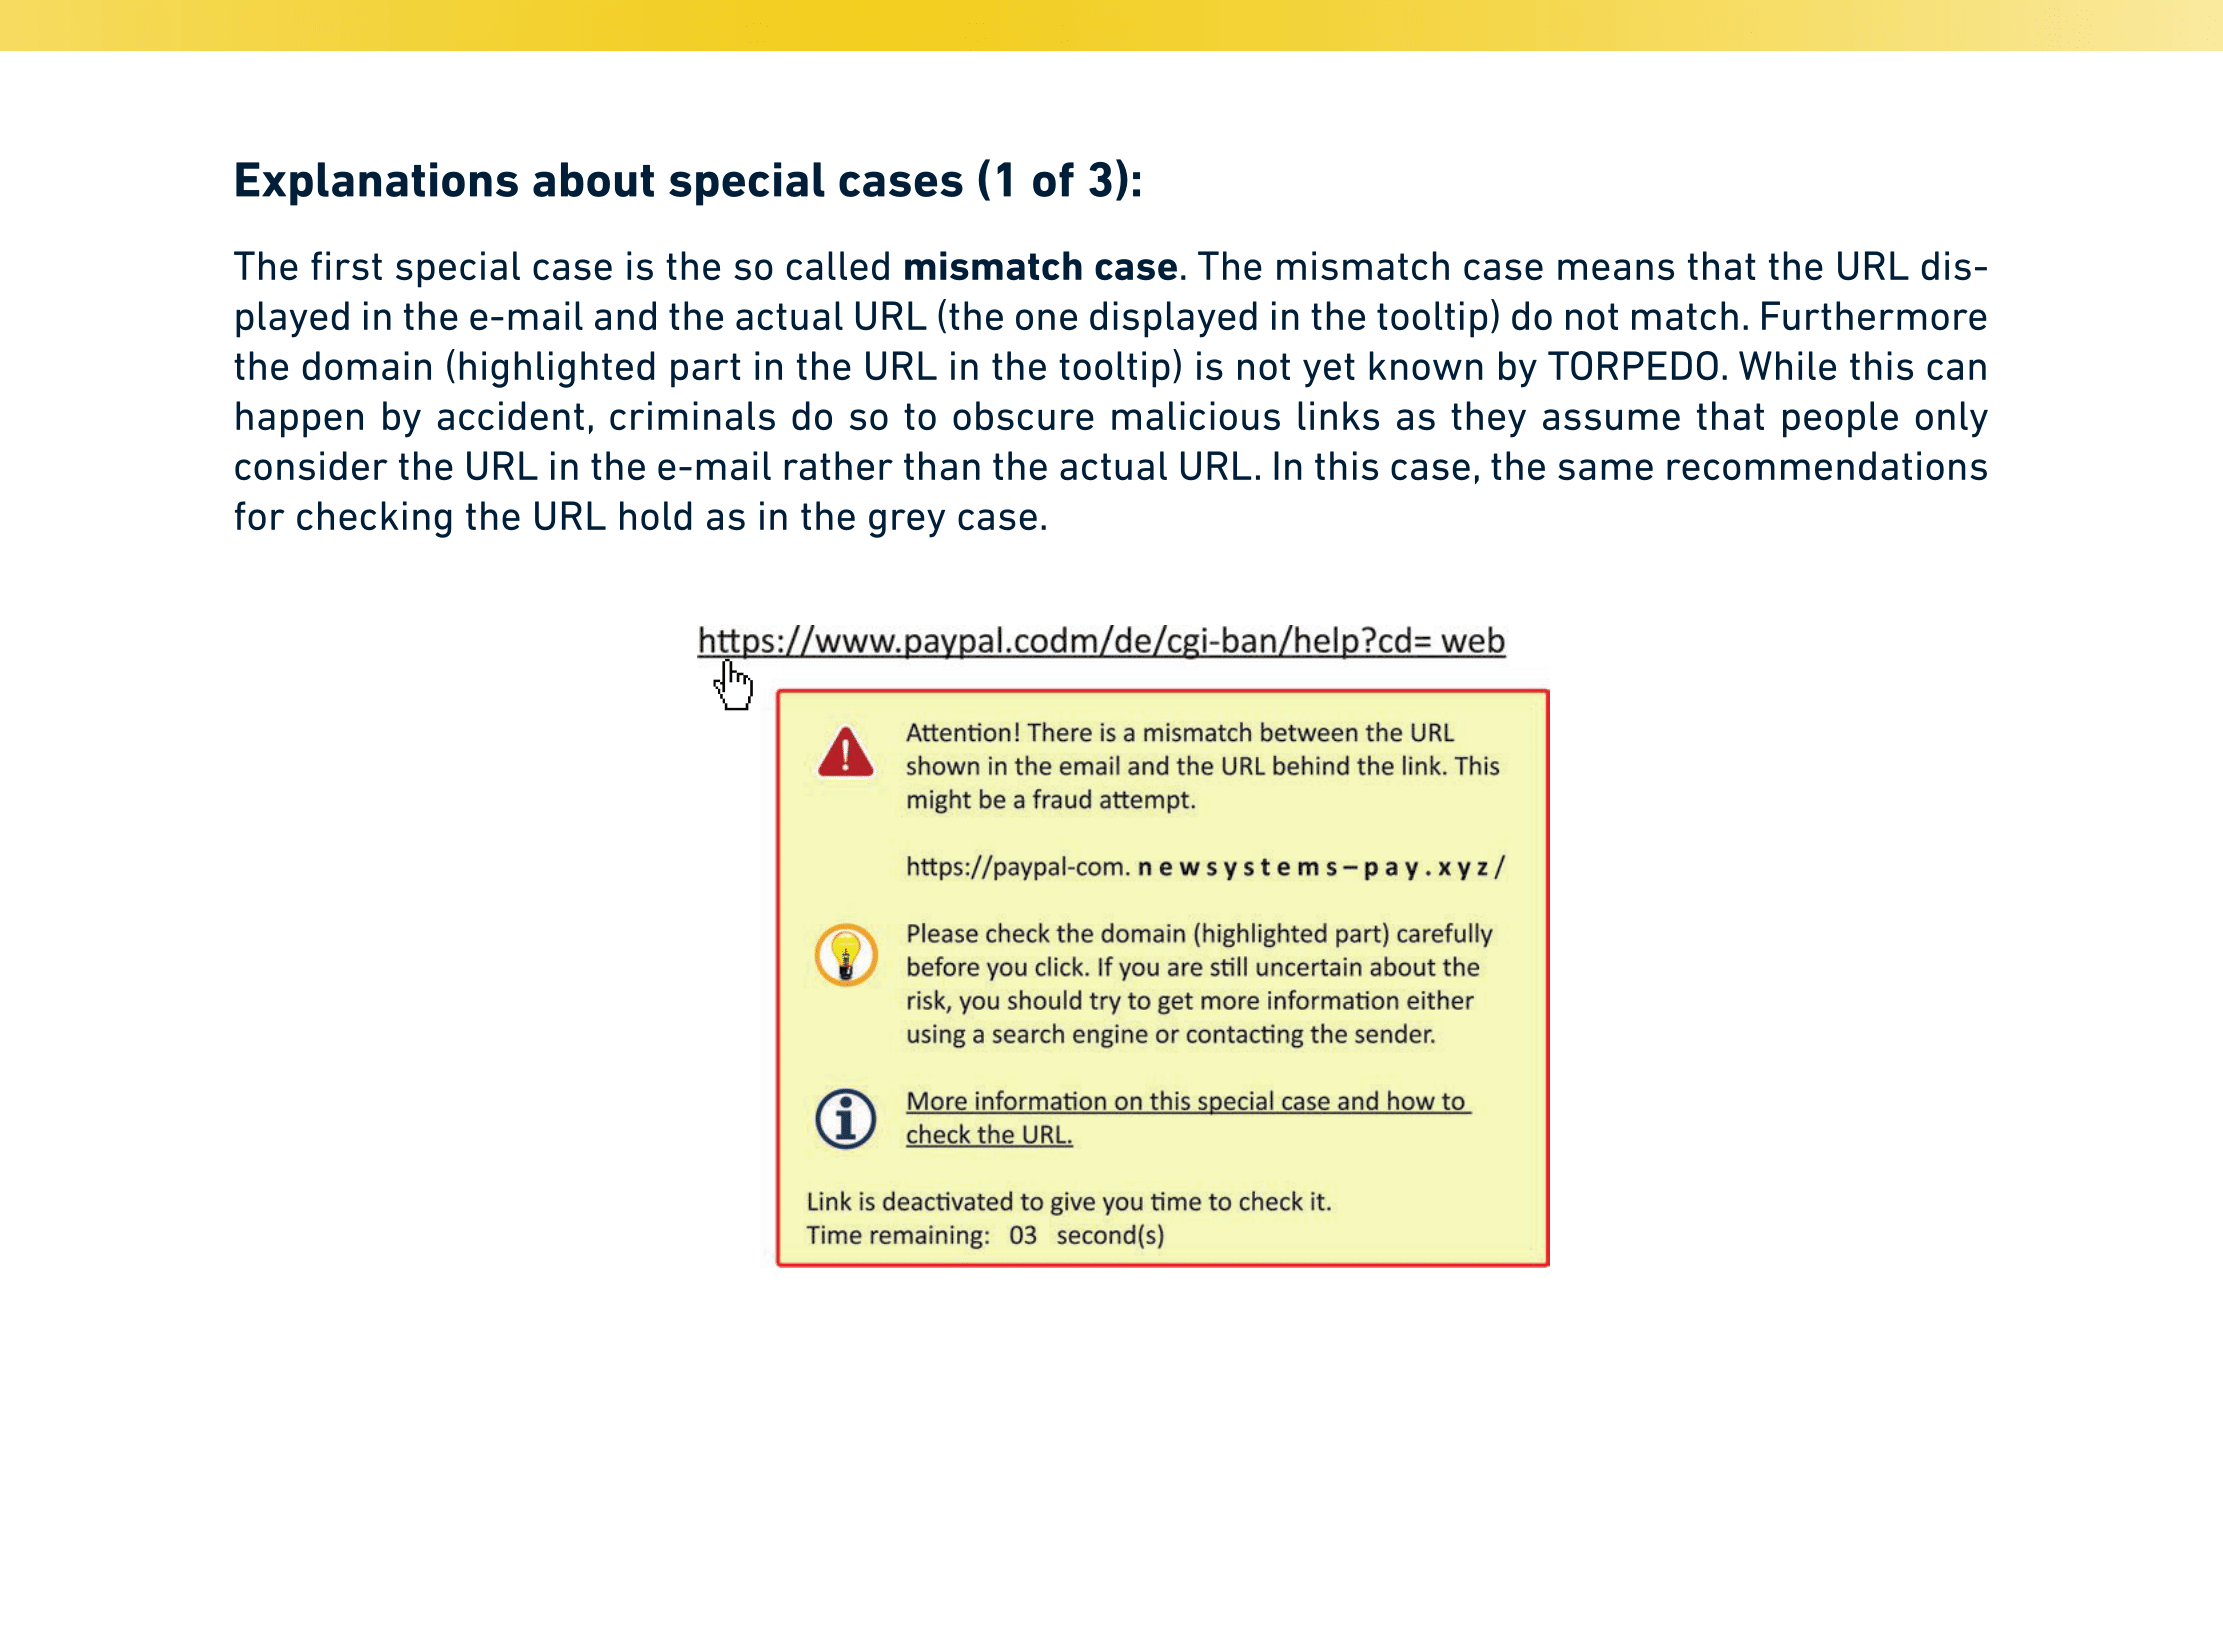 Explanations about special cases (1 of 3):
The first special case is the so called mismatch case. The mismatch case means that the URL dis-
played in the e-mail and the actual URL (the one displayed in the tooltip) do not match. Furthermore
the domain (highlighted part in the URL in the tooltip) is not yet known by TORPEDO. While this can
happen by accident, criminals do so to obscure malicious links as they assume that people only
consider the URL in the e-mail rather than the actual URL. In this case, the same recommendations
for checking the URL hold as in the grey case.
https://www.paypal.codm/de/cgi-ban/help?cd= web
Attention! There is a mismatch between the URL
shown in the email and the URL behind the link. This
might be a fraud attempt.
https://paypal-com. newsystems–pay.xyz/
Please check the domain (highlighted part) carefully
before you click. If you are still uncertain about the
risk, you should try to get more information either
using a search engine or contacting the sender.
More information on this special case and how to
check the URL.
Link is deactivated to give you time to check it.
Time remaining: 03 second(s)